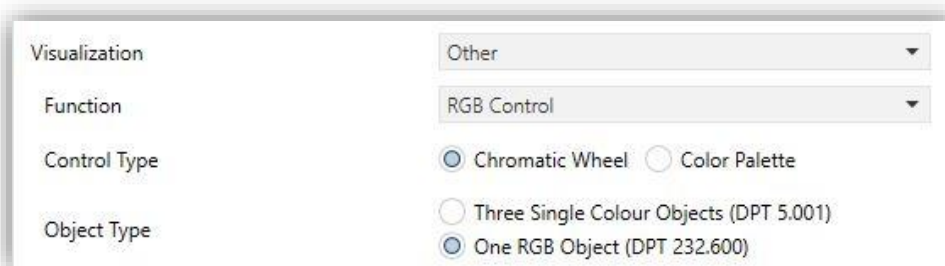 Visualization Other
Function RGB Control
Control Type Chromatic Wheel Color Palette
Three Single Colour Objects (DPT 5.001)
Object Type
One RGB Object (DPT 232.600)